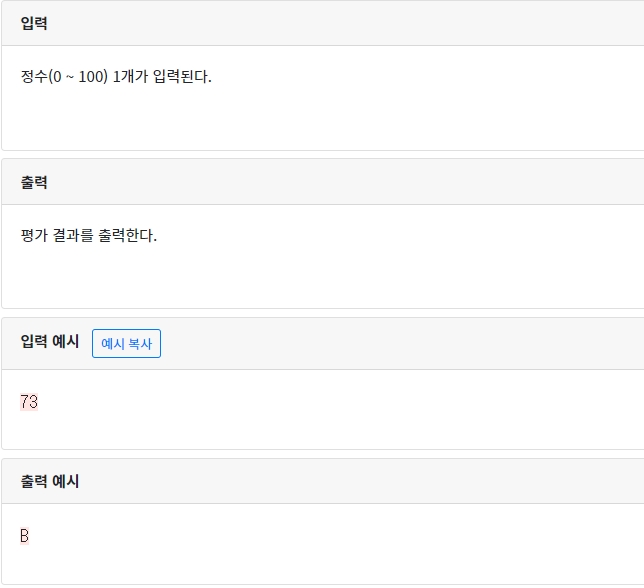 입력
정수(0 ~ 100) 1개가 입력된다.
출력
평가 결과를 출력한다.
입력 예시 예시 복사
73
출력 예시
B